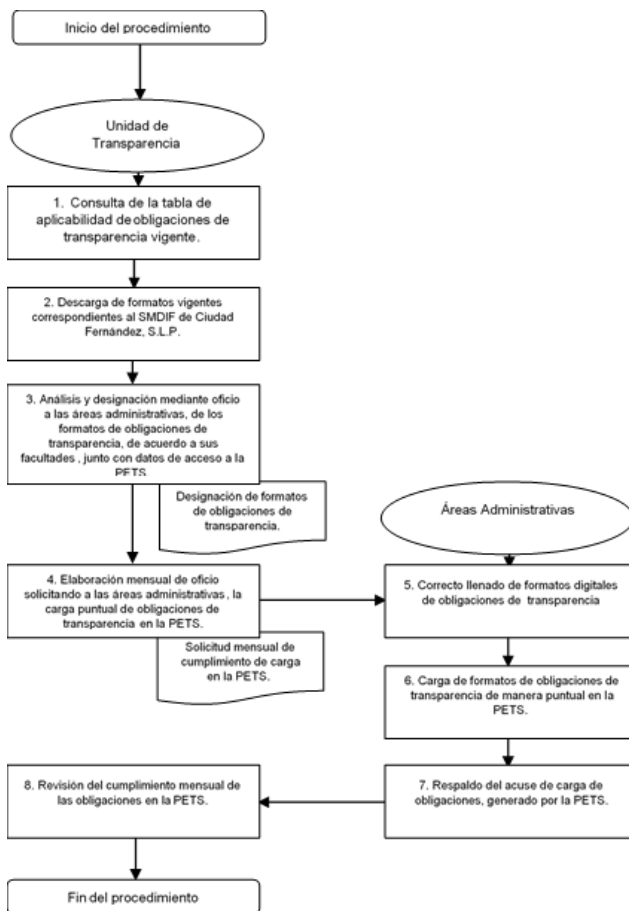 Inicio del procedimiento
Unidad de
Transparencia
1. Consulta de la tabla de
aplicabilidad de obligaciones de
transparencia vigente.
2. Descarga de formatos vigentes
correspondientes al SMDIF de Ciudad
Fernández, S.L.P.
3. Análisis y designación mediante oficio
a las áreas administrativas, de los
formatos de obligaciones de
transparencia, de acuerdo a sus
facultades , junto con datos de acceso a la
PETS.
Designación de formatos
de obligaciones de
transparencia.
4. Elaboración mensual de oficio
solicitando a las áreas administrativas, la
carga puntual de obligaciones de
transparencia en la PETS.
Solicitud mensual de
cumplimiento de carga
en la PETS.
Áreas Administrativas
5. Correcto llenado de formatos digitales
de obligaciones de transparencia
6. Carga de formatos de obligaciones de
transparencia de manera puntual en la
PETS.
7. Respaldo del acuse de carga de
obligaciones, generado por la PETS.
8. Revisión del cumplimiento mensual de
las obligaciones en la PETS.
Fin del procedimiento